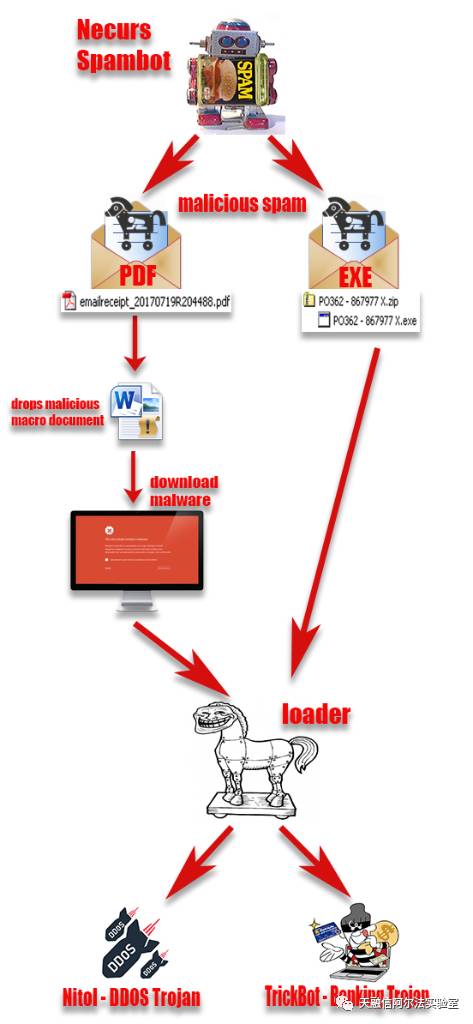 Necurs
Spambot
SPAM
malicious spam
PDF
EXE
emailreceipt_20170719R204488.pdf
PO362 - 867977 X.zip
PO362 - 867977 X.exe
W
drops malicious
macro document
download
malware
loader
DDOS
DDOS
DDOS
Nitol - DDOS Trojan
TrickBot - Banking Trojan
天融信阿尔法实验室